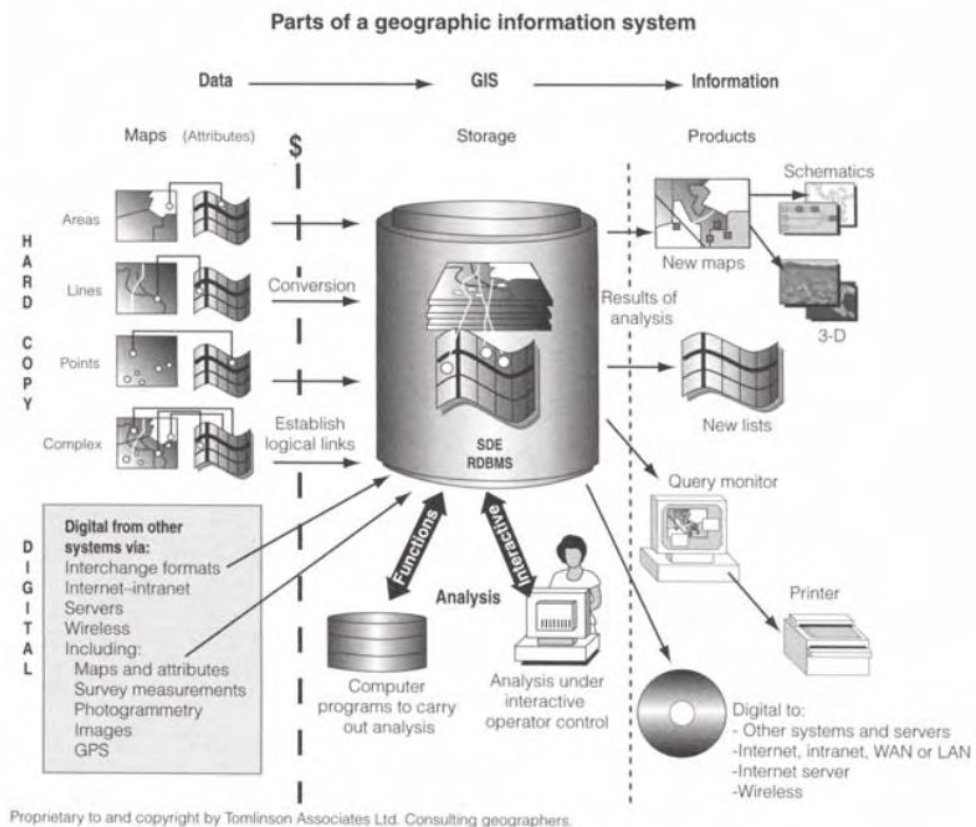 Parts of a geographic information system
Data
GIS
Information
Maps (Attributes)
$
Storage
Products
HARD COPY
Areas
Lines
Points
Complex
Conversion
Establish
logical links
SDE
RDBMS
Results of
analysis
Schematics
New maps
3-D
New lists
Query monitor
Printer
DIGITAL
Digital from other
systems via:
Interchange formats
Internet–intranet
Servers
Wireless
Including:
Maps and attributes
Survey measurements
Photogrammetry
Images
GPS
Functions
Interactive
Analysis
Computer
programs to carry
out analysis
Analysis under
interactive
operator control
Digital to:
- Other systems and servers
-Internet, intranet, WAN or LAN
-Internet server
-Wireless
Proprietary to and copyright by Tomlinson Associates Ltd. Consulting geographers.